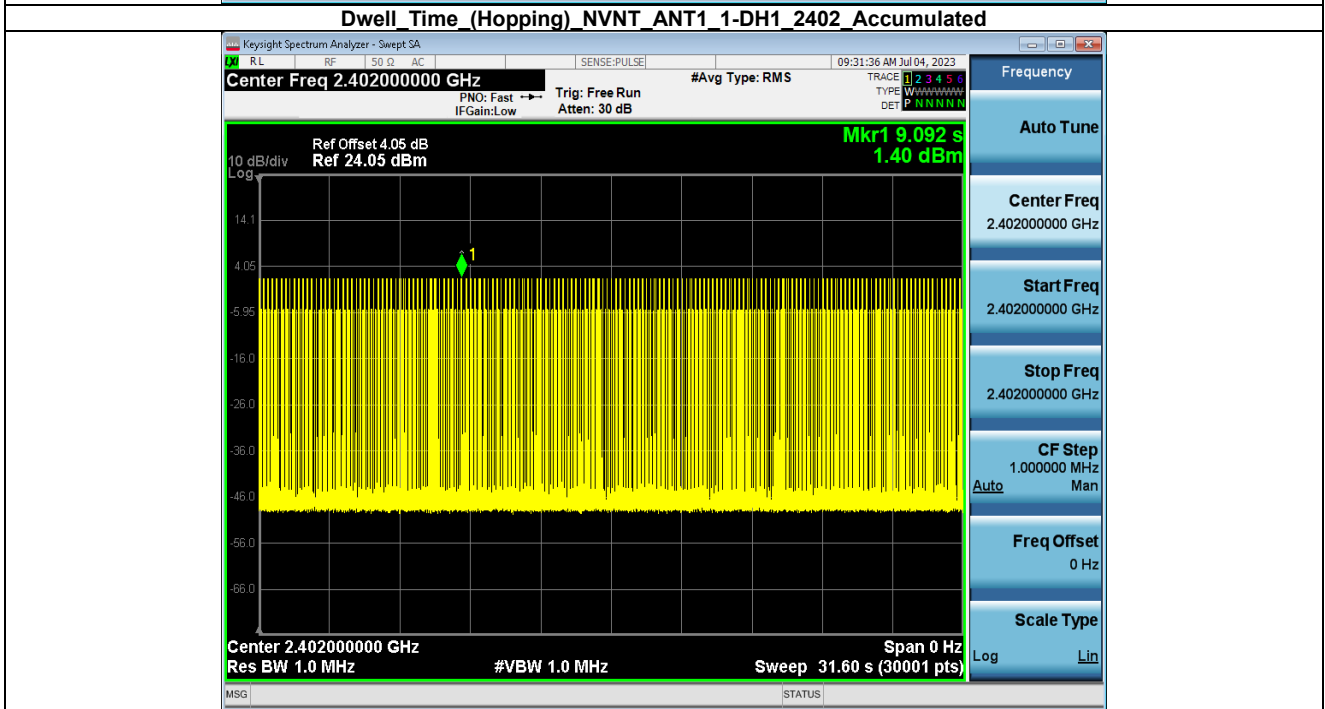 Dwell_Time_(Hopping)_NVNT_ANT1_1-DH1_2402_Accumulated
Keysight Spectrum Analyzer - Swept SA
LXI RL RF 50 Ω AC SENSE:PULSE 09:31:36 AM Jul 04, 2023
Center Freq 2.402000000 GHz #Avg Type: RMS TRACE 1 2 3 4 5 6
PNO: Fast Trig: Free Run TYPE WWWWWWW
IFGain:Low Atten: 30 dB DET P N N N N N
Frequency
Ref Offset 4.05 dB Mkr1 9.092 s
10 dB/div Ref 24.05 dBm 1.40 dBm
Log
14.1
1
4.05
-5.95
-16.0
-26.0
-36.0
-46.0
-56.0
-66.0
Center 2.402000000 GHz Span 0 Hz
Res BW 1.0 MHz #VBW 1.0 MHz Sweep 31.60 s (30001 pts)
MSG STATUS
Auto Tune
Center Freq
2.402000000 GHz
Start Freq
2.402000000 GHz
Stop Freq
2.402000000 GHz
CF Step
1.000000 MHz
Auto Man
Freq Offset
0 Hz
Scale Type
Log Lin